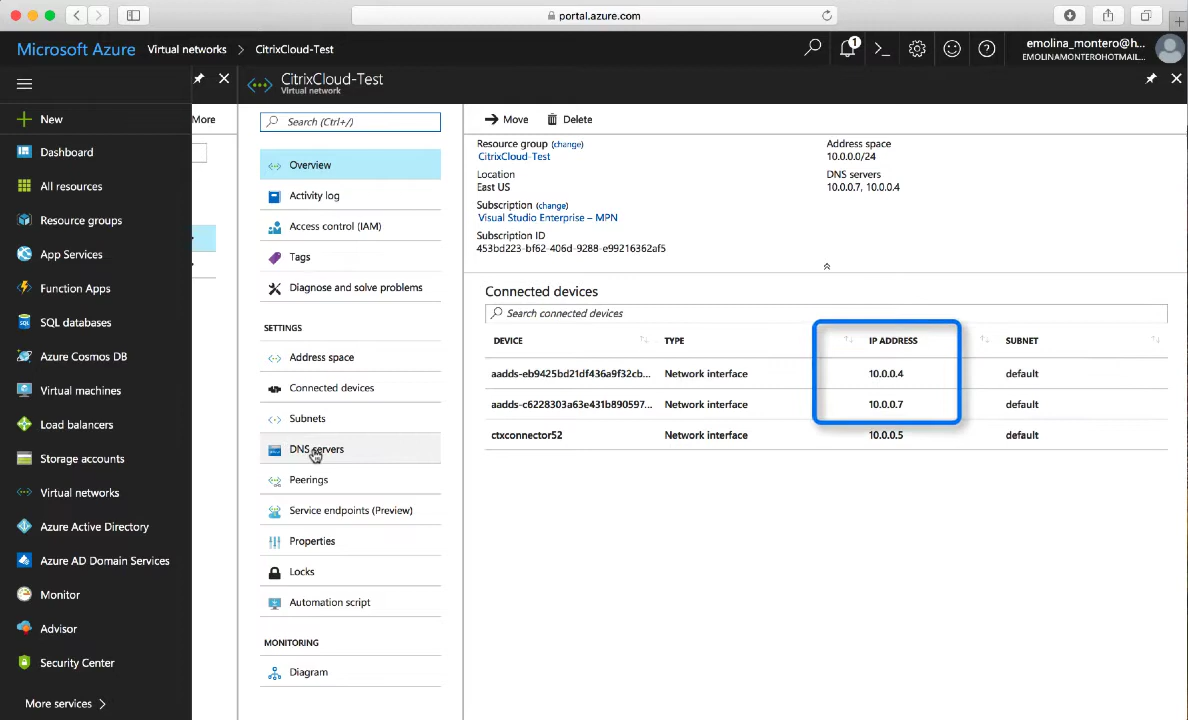 portal.azure.com
Microsoft Azure Virtual networks > CitrixCloud-Test
1
emolina_montero@h...
EMOLINAMONTEROHOTMAIL...
New
Dashboard
All resources
Resource groups
App Services
Function Apps
SQL databases
Azure Cosmos DB
Virtual machines
Load balancers
Storage accounts
Virtual networks
Azure Active Directory
Azure AD Domain Services
Monitor
Advisor
Security Center
More services >
More
CitrixCloud-Test
Virtual network
Search (Ctrl+/)
Overview
Activity log
Access control (IAM)
Tags
Diagnose and solve problems
SETTINGS
Address space
Connected devices
Subnets
DNS servers
Peerings
Service endpoints (Preview)
Properties
Locks
Automation script
MONITORING
Diagram
Move Delete
Resource group (change)
CitrixCloud-Test
Location
East US
Subscription (change)
Visual Studio Enterprise – MPN
Subscription ID
453bd223-bf62-406d-9288-e99216362af5
Address space
10.0.0.0/24
DNS servers
10.0.0.7, 10.0.0.4
Connected devices
Search connected devices
DEVICE TYPE IP ADDRESS SUBNET
aadds-eb9425bd21df436a9f32cb... Network interface 10.0.0.4 default
aadds-c6228303a63e431b890597... Network interface 10.0.0.7 default
ctxconnector52 Network interface 10.0.0.5 default